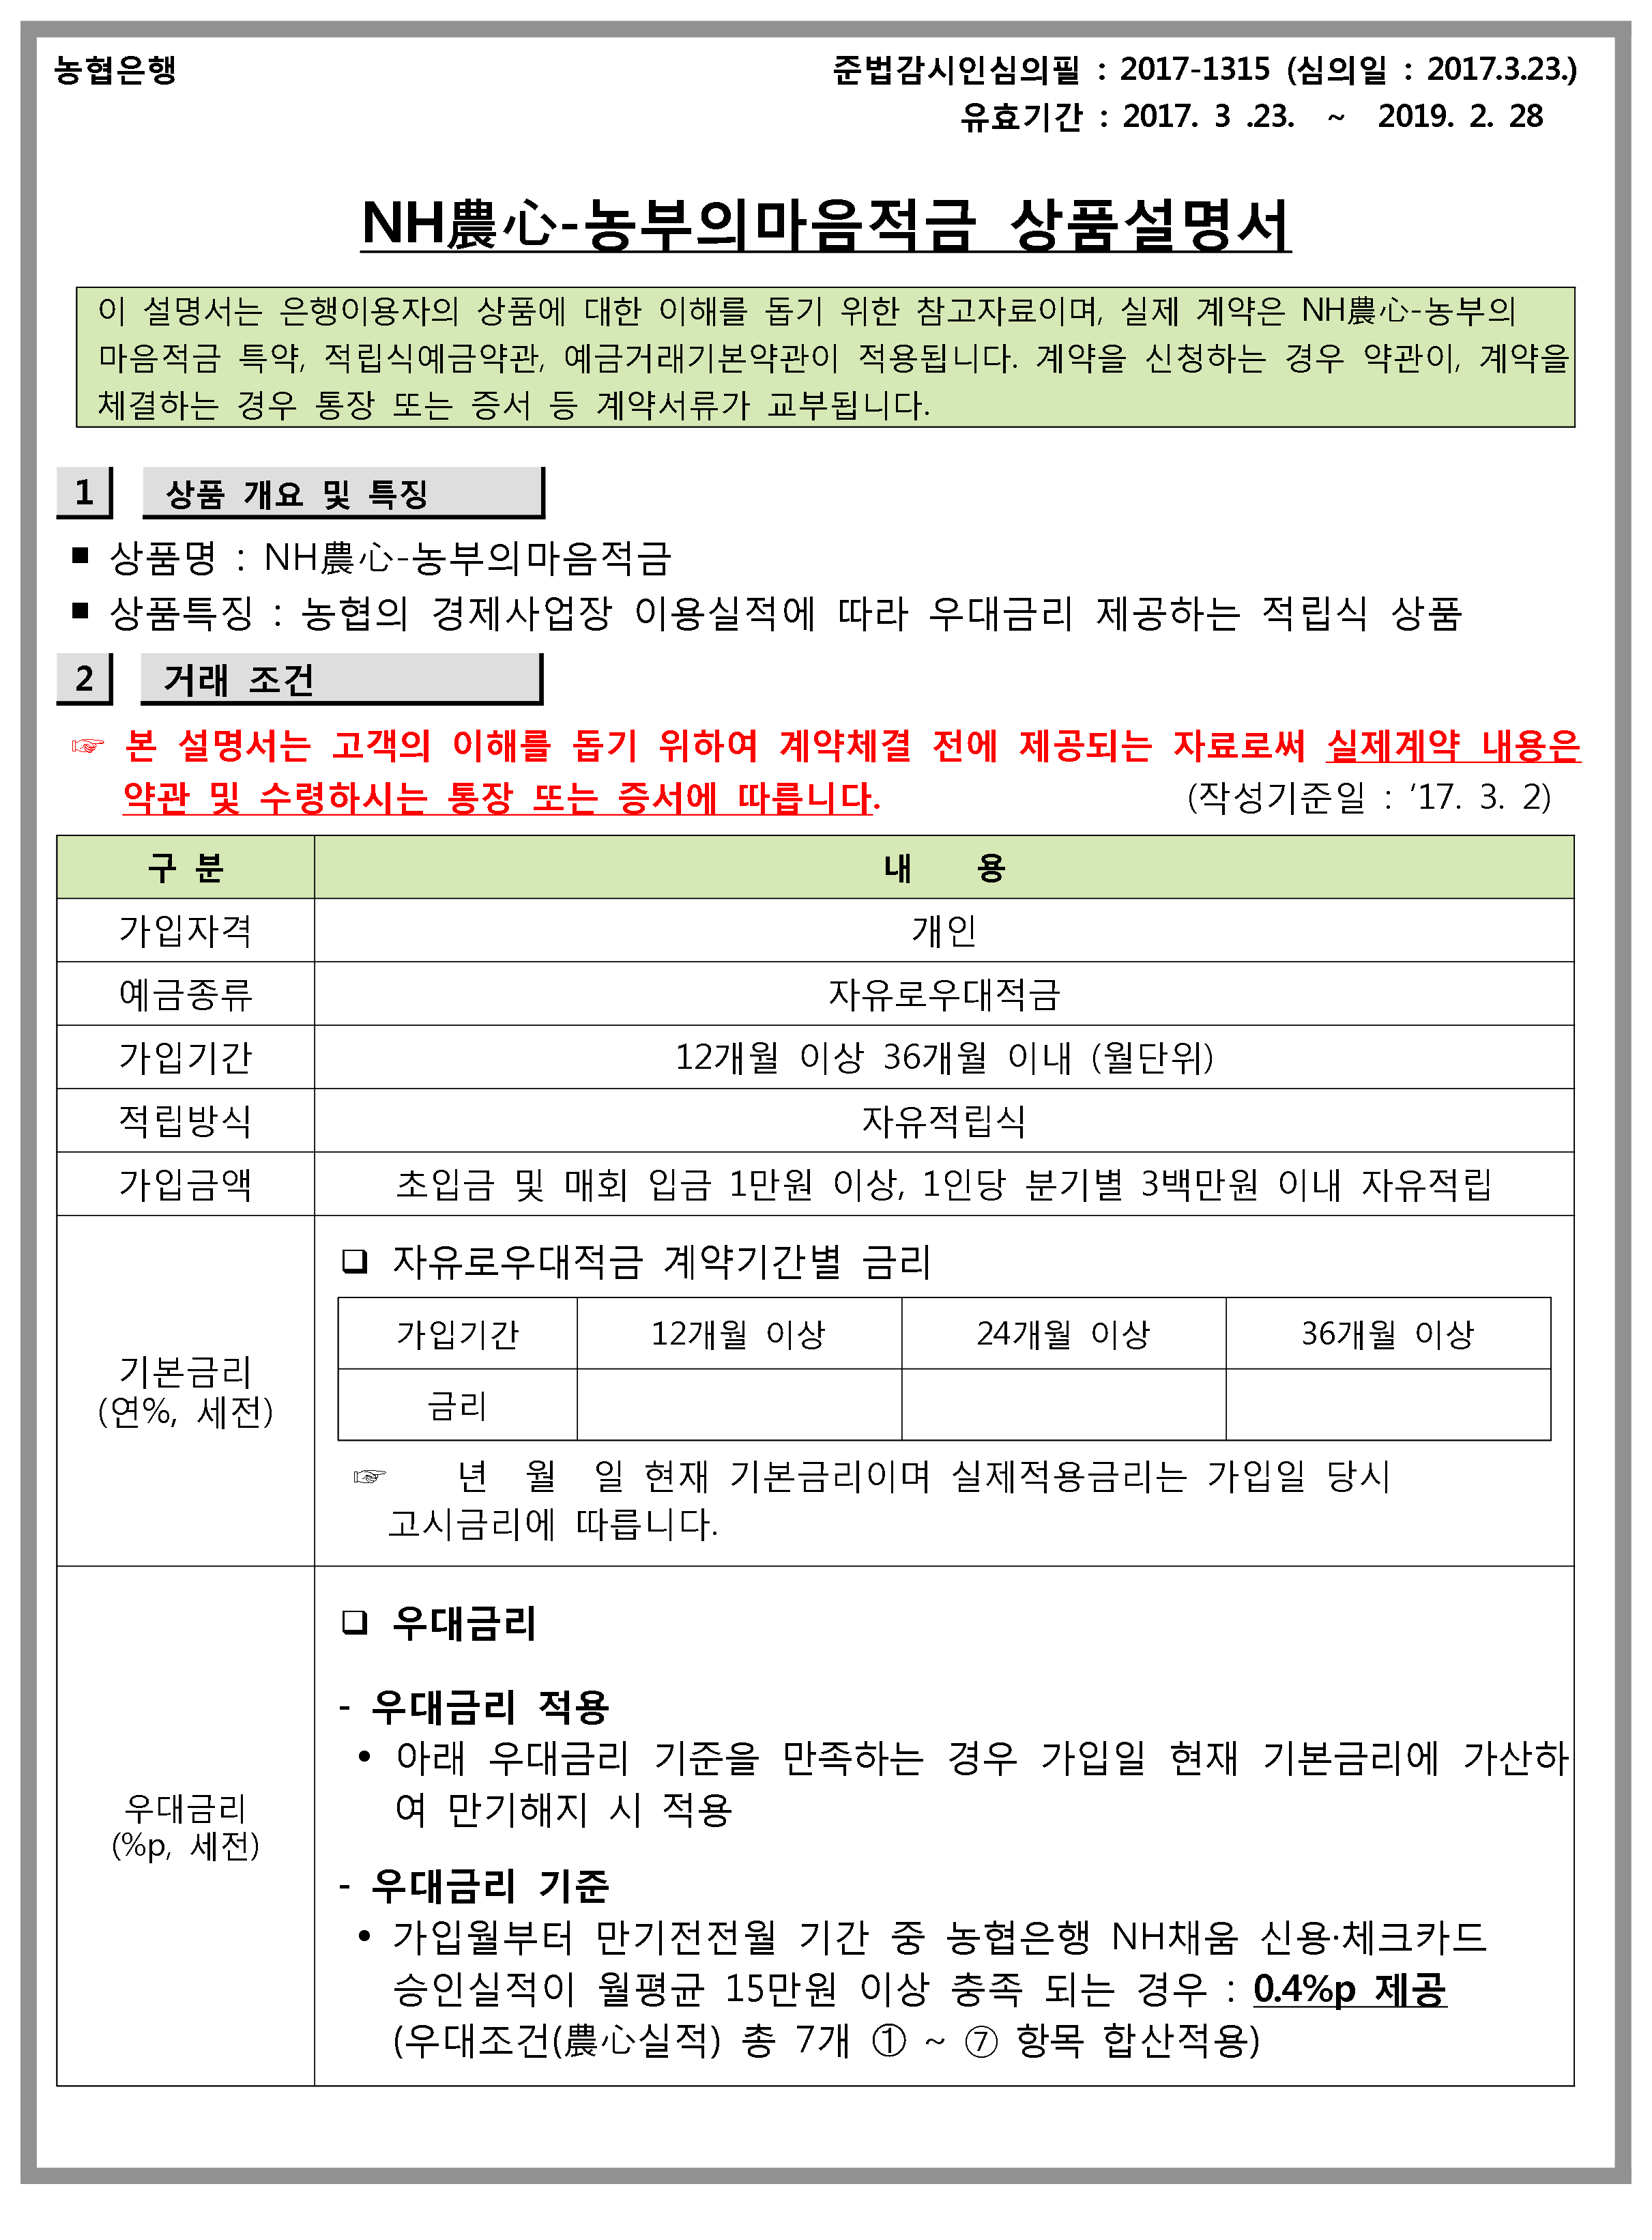 농협은행
준법감시인심의필 : 2017-1315 (심의일 : 2017.3.23.)
유효기간 : 2017. 3 .23. ~ 2019. 2. 28
NH農心-농부의마음적금 상품설명서
이 설명서는 은행이용자의 상품에 대한 이해를 돕기 위한 참고자료이며, 실제 계약은 NH農心-농부의
마음적금 특약, 적립식예금약관, 예금거래기본약관이 적용됩니다. 계약을 신청하는 경우 약관이, 계약을
체결하는 경우 통장 또는 증서 등 계약서류가 교부됩니다.
1 상품 개요 및 특징
■ 상품명 : NH農心-농부의마음적금
■ 상품특징 : 농협의 경제사업장 이용실적에 따라 우대금리 제공하는 적립식 상품
2 거래 조건
☞ 본 설명서는 고객의 이해를 돕기 위하여 계약체결 전에 제공되는 자료로써 실제계약 내용은
약관 및 수령하시는 통장 또는 증서에 따릅니다. (작성기준일 : ‘17. 3. 2)
구 분 내 용
가입자격 개인
예금종류 자유로우대적금
가입기간 12개월 이상 36개월 이내 (월단위)
적립방식 자유적립식
가입금액 초입금 및 매회 입금 1만원 이상, 1인당 분기별 3백만원 이내 자유적립
기본금리
(연%, 세전)
❑ 자유로우대적금 계약기간별 금리
가입기간 12개월 이상 24개월 이상 36개월 이상
금리
☞ 년 월 일 현재 기본금리이며 실제적용금리는 가입일 당시
고시금리에 따릅니다.
우대금리
(%p, 세전)
❑ 우대금리
- 우대금리 적용
• 아래 우대금리 기준을 만족하는 경우 가입일 현재 기본금리에 가산하
여 만기해지 시 적용
- 우대금리 기준
• 가입월부터 만기전전월 기간 중 농협은행 NH채움 신용·체크카드
승인실적이 월평균 15만원 이상 충족 되는 경우 : 0.4%p 제공
(우대조건(農心실적) 총 7개 ① ~ ⑦ 항목 합산적용)